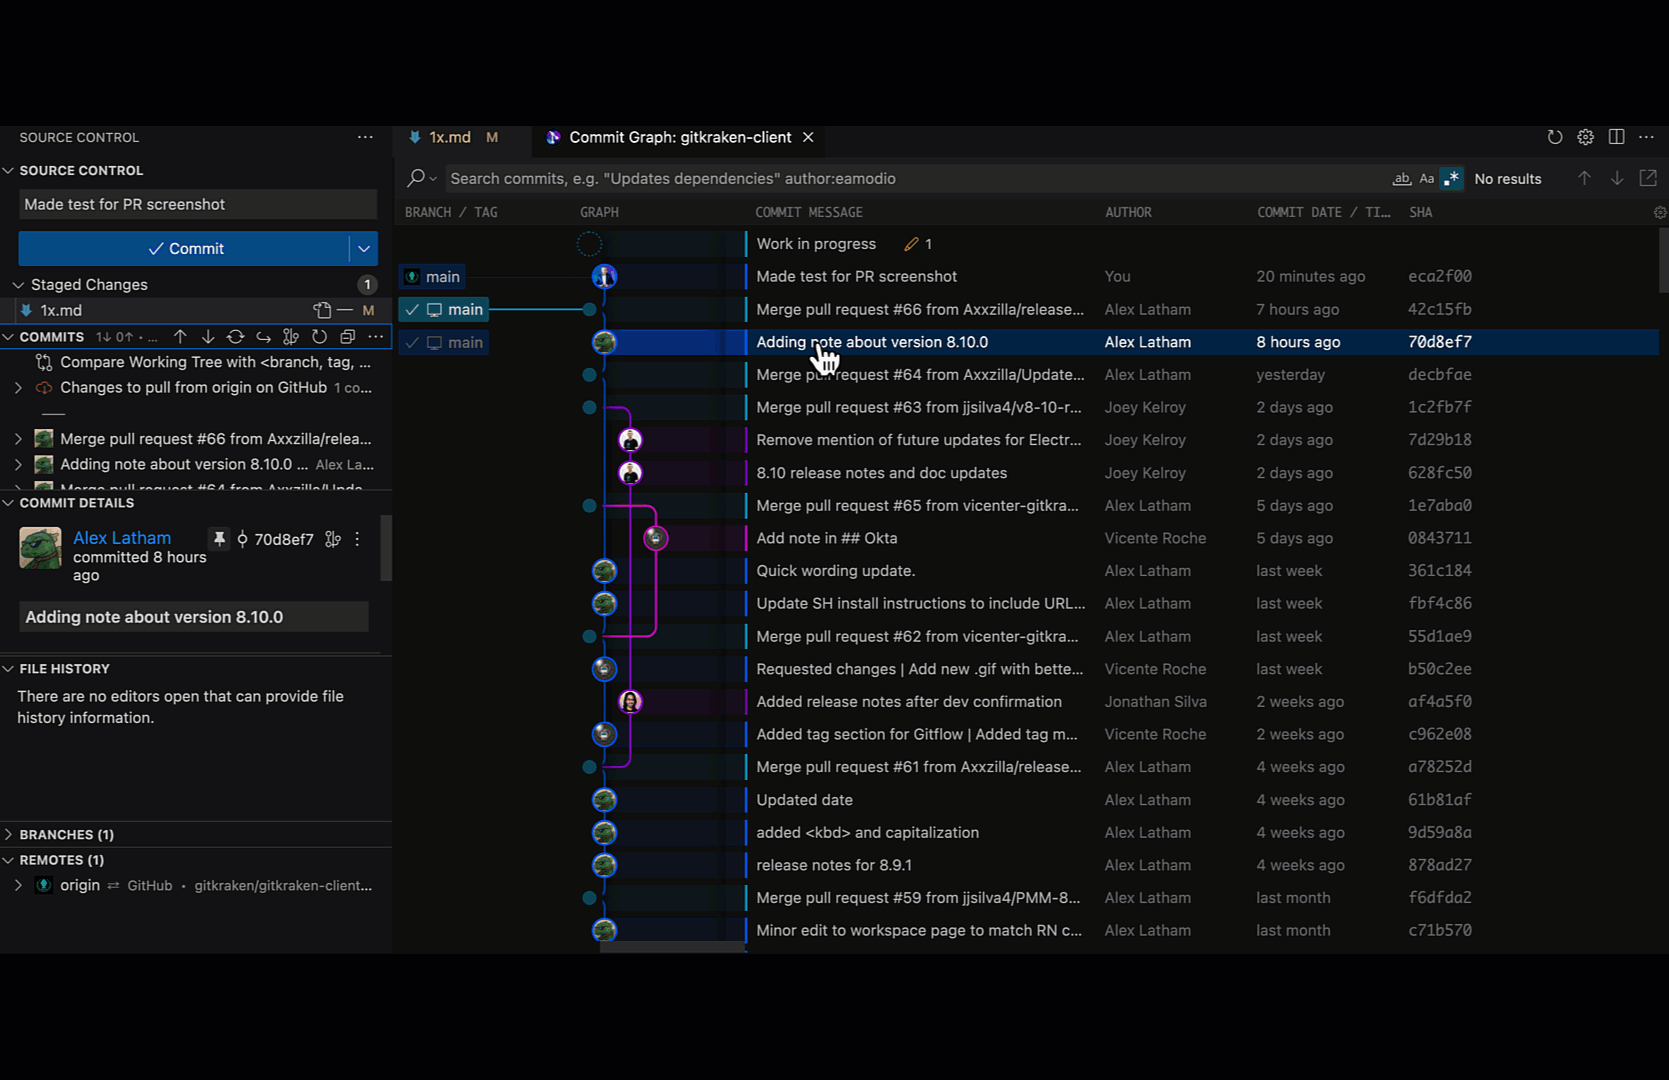 SOURCE CONTROL
SOURCE CONTROL
Made test for PR screenshot
Commit
Staged Changes 1
1x.md M
COMMITS 1↓ 0↑ · ...
Compare Working Tree with <branch, tag, ...
Changes to pull from origin on GitHub 1 co...
Merge pull request #66 from Axxzilla/relea...
Adding note about version 8.10.0 ... Alex La...
Merge pull request #64 from Axxzilla/Upda...
COMMIT DETAILS
Alex Latham 70d8ef7
committed 8 hours
ago
Adding note about version 8.10.0
FILE HISTORY
There are no editors open that can provide file
history information.
BRANCHES (1)
REMOTES (1)
origin ⇌ GitHub • gitkraken/gitkraken-client...
1x.md M Commit Graph: gitkraken-client
Search commits, e.g. "Updates dependencies" author:eamodio ab Aa .* No results
BRANCH / TAG GRAPH COMMIT MESSAGE AUTHOR COMMIT DATE / TI... SHA
Work in progress 1
main Made test for PR screenshot You 20 minutes ago eca2f00
main Merge pull request #66 from Axxzilla/release... Alex Latham 7 hours ago 42c15fb
main Adding note about version 8.10.0 Alex Latham 8 hours ago 70d8ef7
Merge pull request #64 from Axxzilla/Update... Alex Latham yesterday decbfae
Merge pull request #63 from jjsilva4/v8-10-r... Joey Kelroy 2 days ago 1c2fb7f
Remove mention of future updates for Electr... Joey Kelroy 2 days ago 7d29b18
8.10 release notes and doc updates Joey Kelroy 2 days ago 628fc50
Merge pull request #65 from vicenter-gitkra... Alex Latham 5 days ago 1e7aba0
Add note in ## Okta Vicente Roche 5 days ago 0843711
Quick wording update. Alex Latham last week 361c184
Update SH install instructions to include URL... Alex Latham last week fbf4c86
Merge pull request #62 from vicenter-gitkra... Alex Latham last week 55d1ae9
Requested changes | Add new .gif with bette... Vicente Roche last week b50c2ee
Added release notes after dev confirmation Jonathan Silva 2 weeks ago af4a5f0
Added tag section for Gitflow | Added tag m... Vicente Roche 2 weeks ago c962e08
Merge pull request #61 from Axxzilla/release... Alex Latham 4 weeks ago a78252d
Updated date Alex Latham 4 weeks ago 61b81af
added <kbd> and capitalization Alex Latham 4 weeks ago 9d59a8a
release notes for 8.9.1 Alex Latham 4 weeks ago 878ad27
Merge pull request #59 from jjsilva4/PMM-8... Alex Latham last month f6dfda2
Minor edit to workspace page to match RN c... Alex Latham last month c71b570